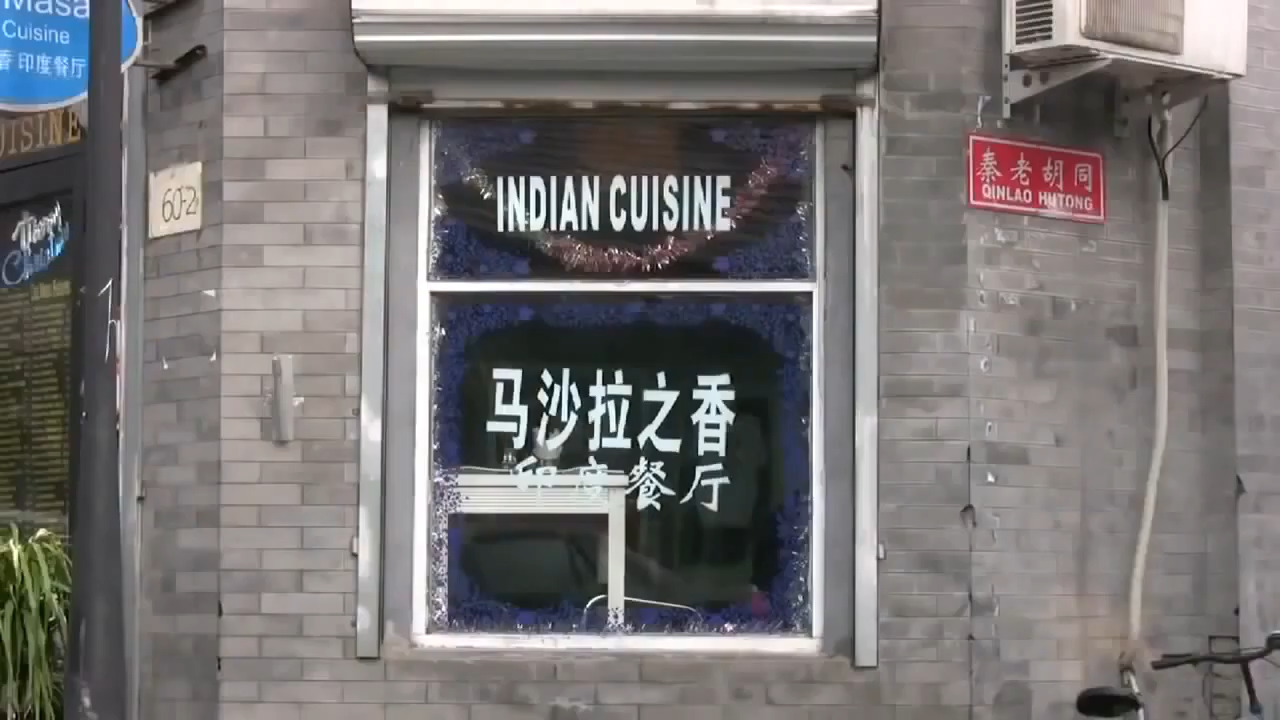 Masa
Cuisine
香 印度餐厅
UISINE
60-2
INDIAN CUISINE
马沙拉之香
印度餐厅
秦老胡同
QINLAO HUTONG